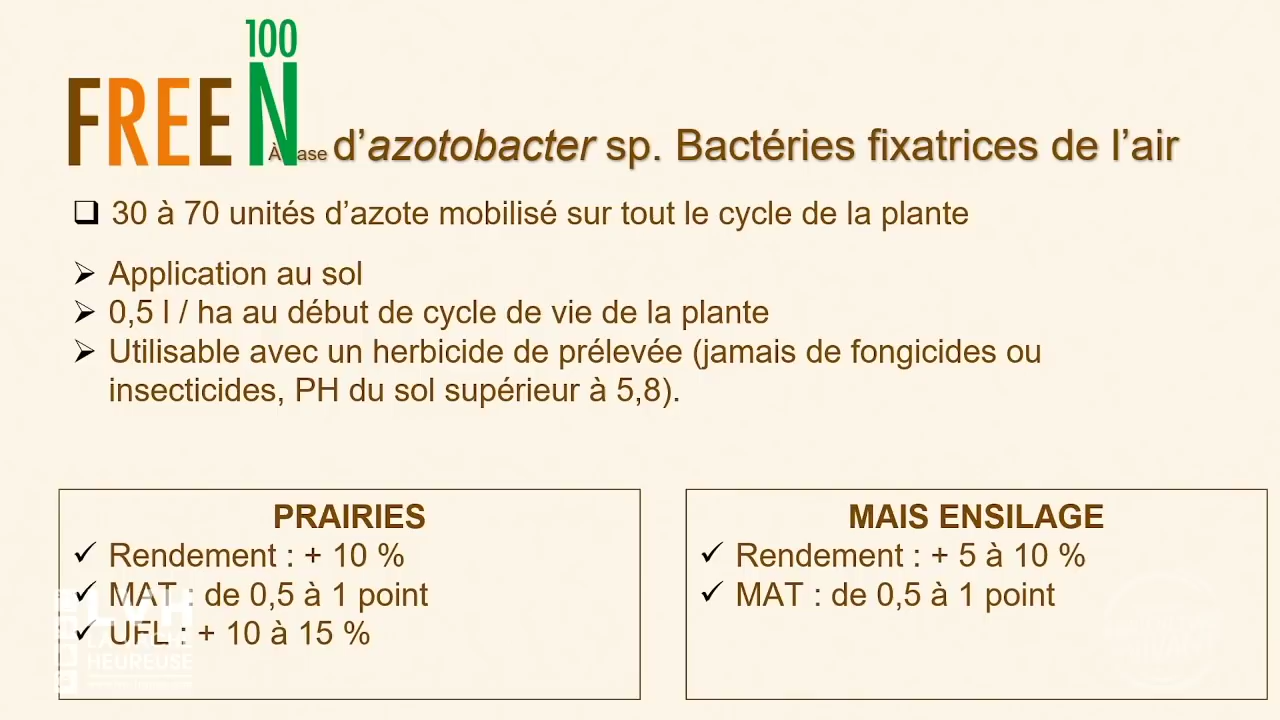 100
FREE N
À base d'azotobacter sp. Bactéries fixatrices de l'air
30 à 70 unités d'azote mobilisé sur tout le cycle de la plante
Application au sol
0,5 l / ha au début de cycle de vie de la plante
Utilisable avec un herbicide de prélevée (jamais de fongicides ou
insecticides, PH du sol supérieur à 5,8).
PRAIRIES
Rendement : + 10 %
MAT : de 0,5 à 1 point
UFL : + 10 à 15 %
MAIS ENSILAGE
Rendement : + 5 à 10 %
MAT : de 0,5 à 1 point
HEUREUSE